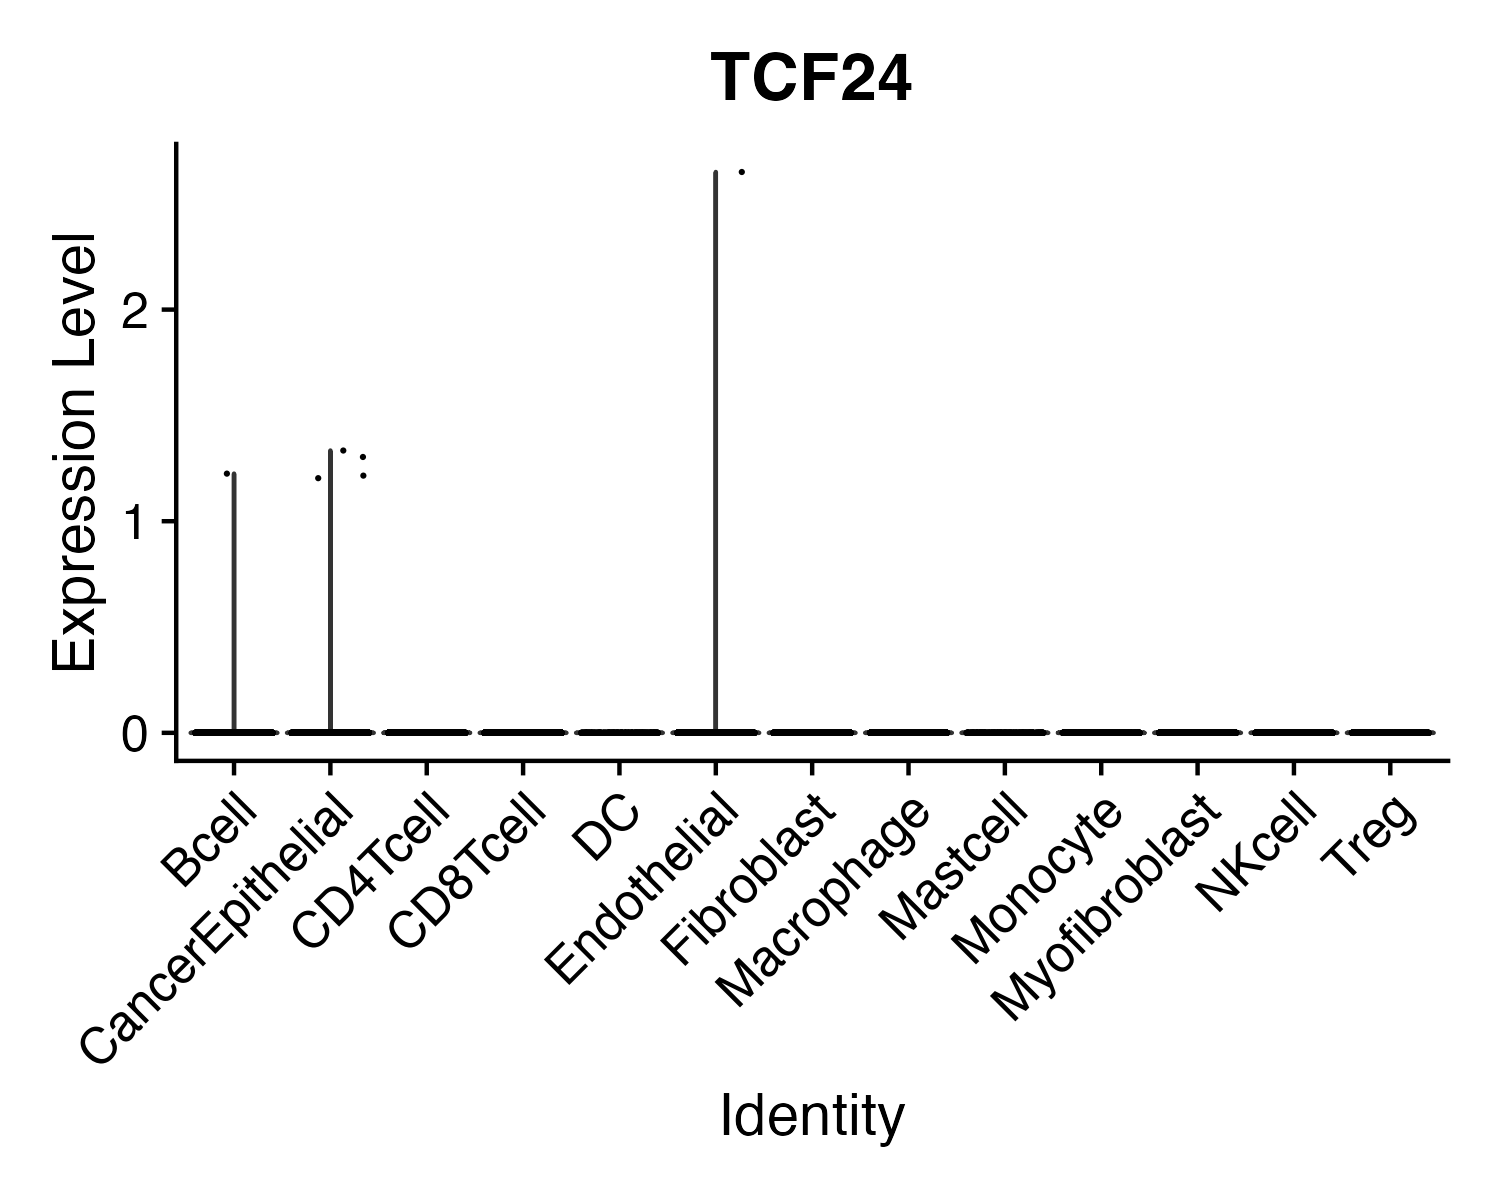 TCF24
Expression Level
2
1
0
Bcell
CancerEpithelial
CD4Tcell
CD8Tcell
DC
Endothelial
Fibroblast
Macrophage
Mastcell
Monocyte
Myofibroblast
NKcell
Treg
Identity